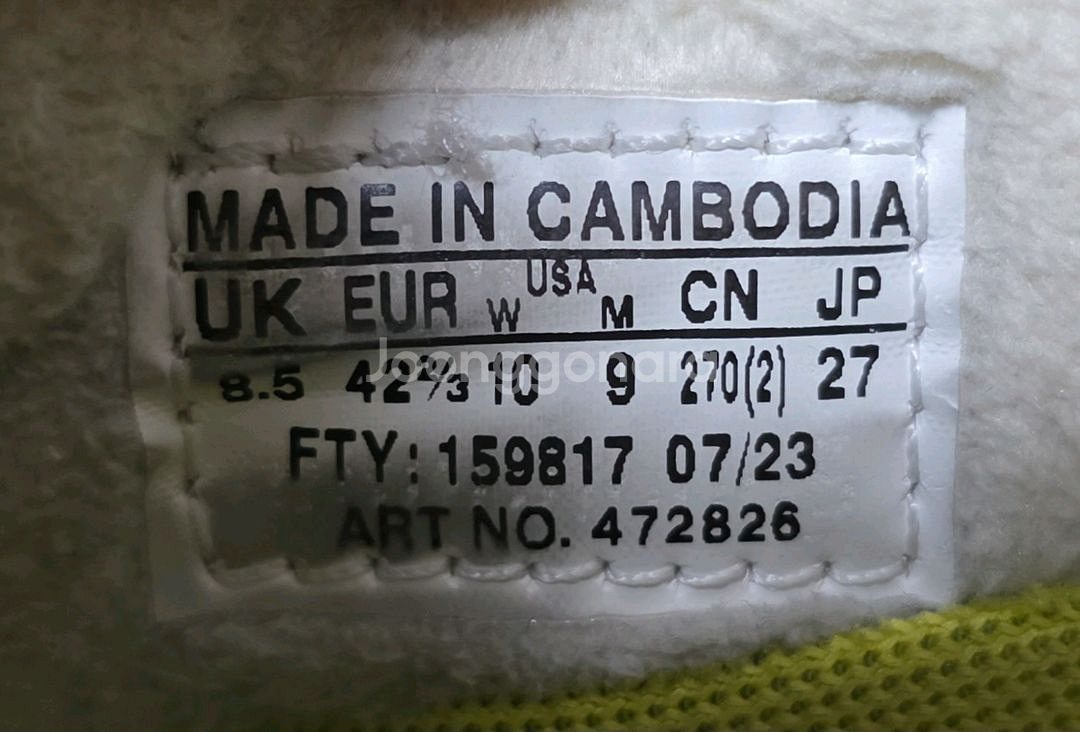 MADE IN CAMBODIA
UK EUR W USA M CN JP
8.5 42⅔ 10 9 270(2) 27
Joonggonara
FTY: 159817 07/23
ART NO. 472826